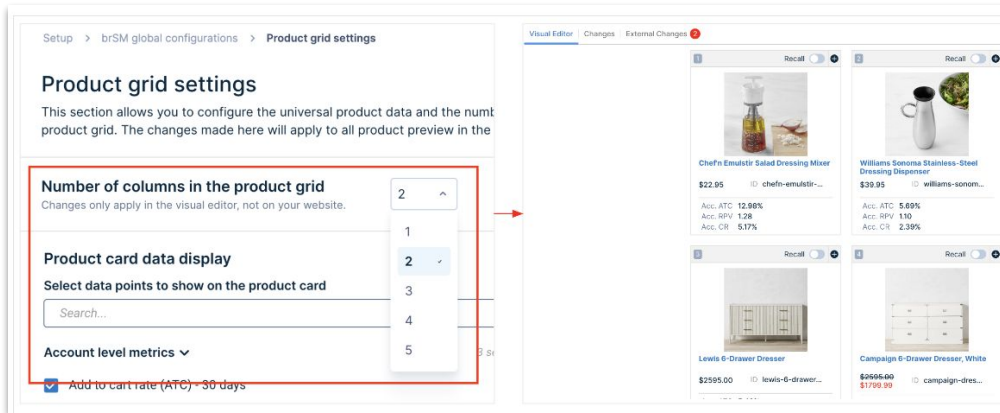 Setup > brSM global configurations > Product grid settings
Product grid settings
This section allows you to configure the universal product data and the numb
product grid. The changes made here will apply to all product preview in the
Number of columns in the product grid
Changes only apply in the visual editor, not on your website.
2
1
2
3
4
5
Product card data display
Select data points to show on the product card
Search...
Account level metrics
Add to cart rate (ATC) - 30 days
Visual Editor Changes External Changes 2
1 Recall
Chef'n Emulstir Salad Dressing Mixer
$22.95 ID chefn-emulstir-...
Acc. ATC 12.98%
Acc. RPV 1.28
Acc. CR 5.17%
2 Recall
Williams Sonoma Stainless-Steel
Dressing Dispenser
$39.95 ID williams-sonom...
Acc. ATC 5.69%
Acc. RPV 1.10
Acc. CR 2.39%
3 Recall
Lewis 6-Drawer Dresser
$2595.00 ID lewis-6-drawer...
4 Recall
Campaign 6-Drawer Dresser, White
$2595.00
$1799.99 ID campaign-dres...